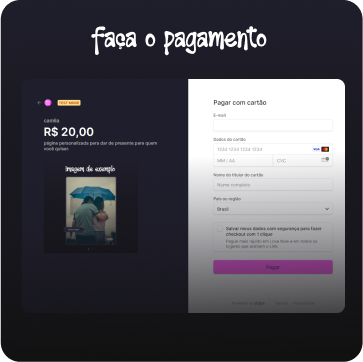 faça o pagamento
TEST MODE
camila
R$ 20,00
página personalizada para dar de presente para quem
você quiser
imagem de exemplo
Pagar com cartão
E-mail
Dados do cartão
1234 1234 1234 1234
VISA
MM / AA
CVC
Nome do titular do cartão
Nome completo
País ou região
Brasil
Salvar meus dados com segurança para fazer
checkout com 1 clique
Pagar